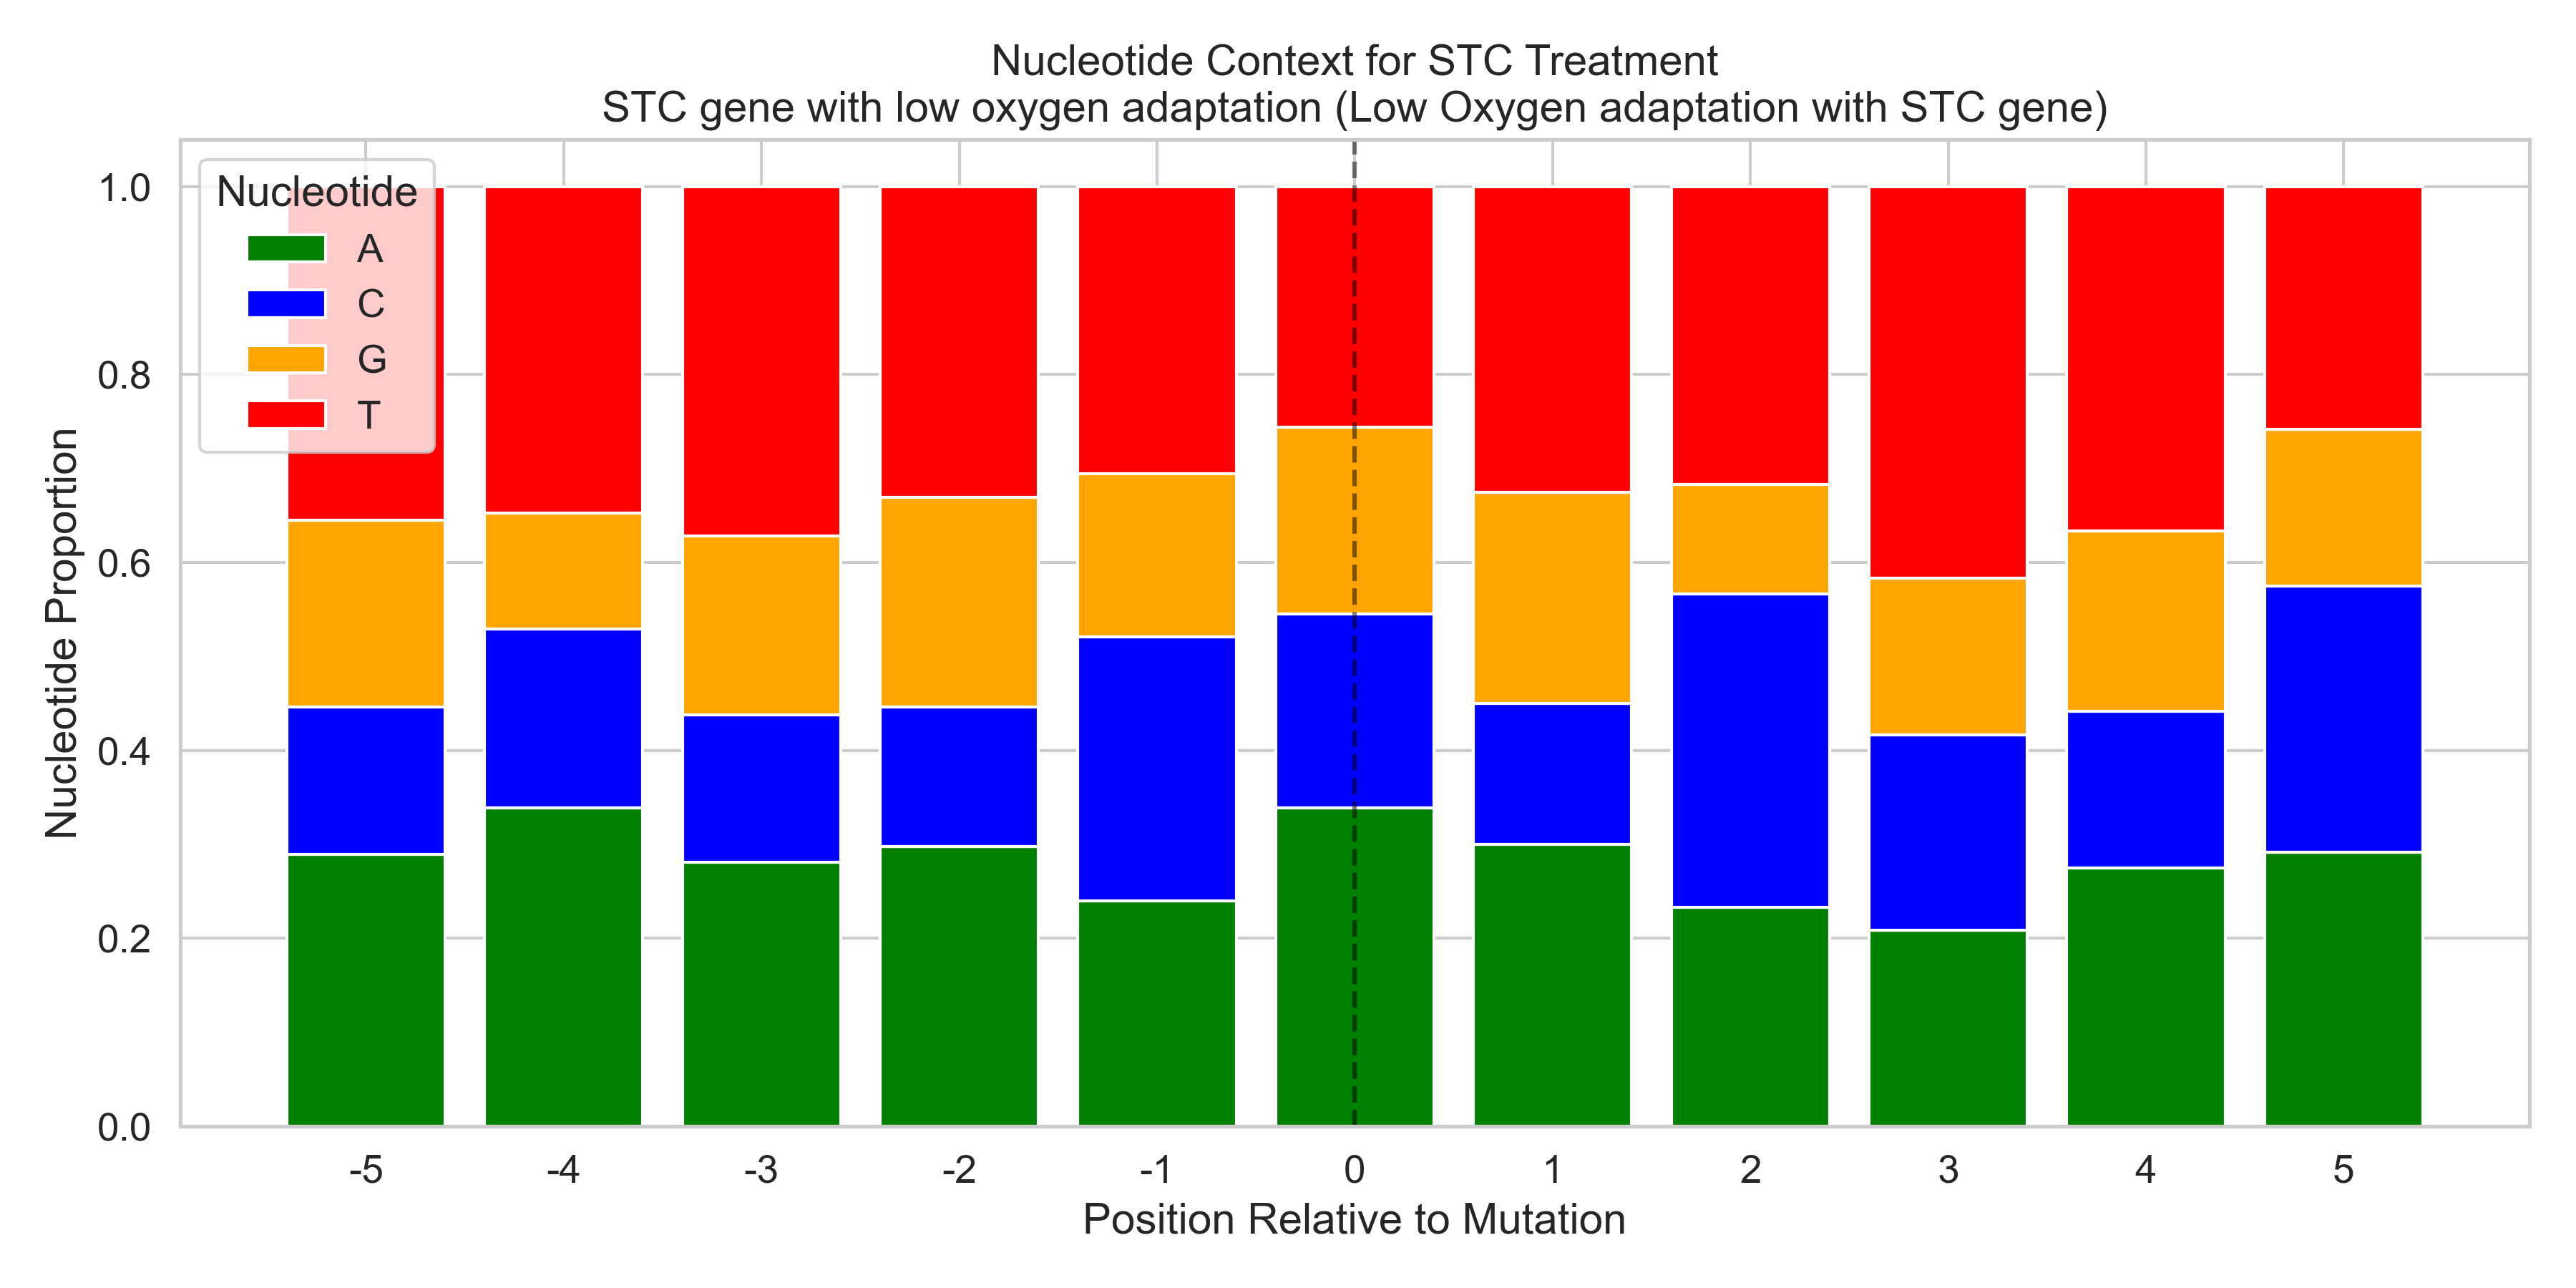 Nucleotide Context for STC Treatment
STC gene with low oxygen adaptation (Low Oxygen adaptation with STC gene)
Nucleotide
A
C
G
T
Nucleotide Proportion
1.0
0.8
0.6
0.4
0.2
0.0
-5 -4 -3 -2 -1 0 1 2 3 4 5
Position Relative to Mutation